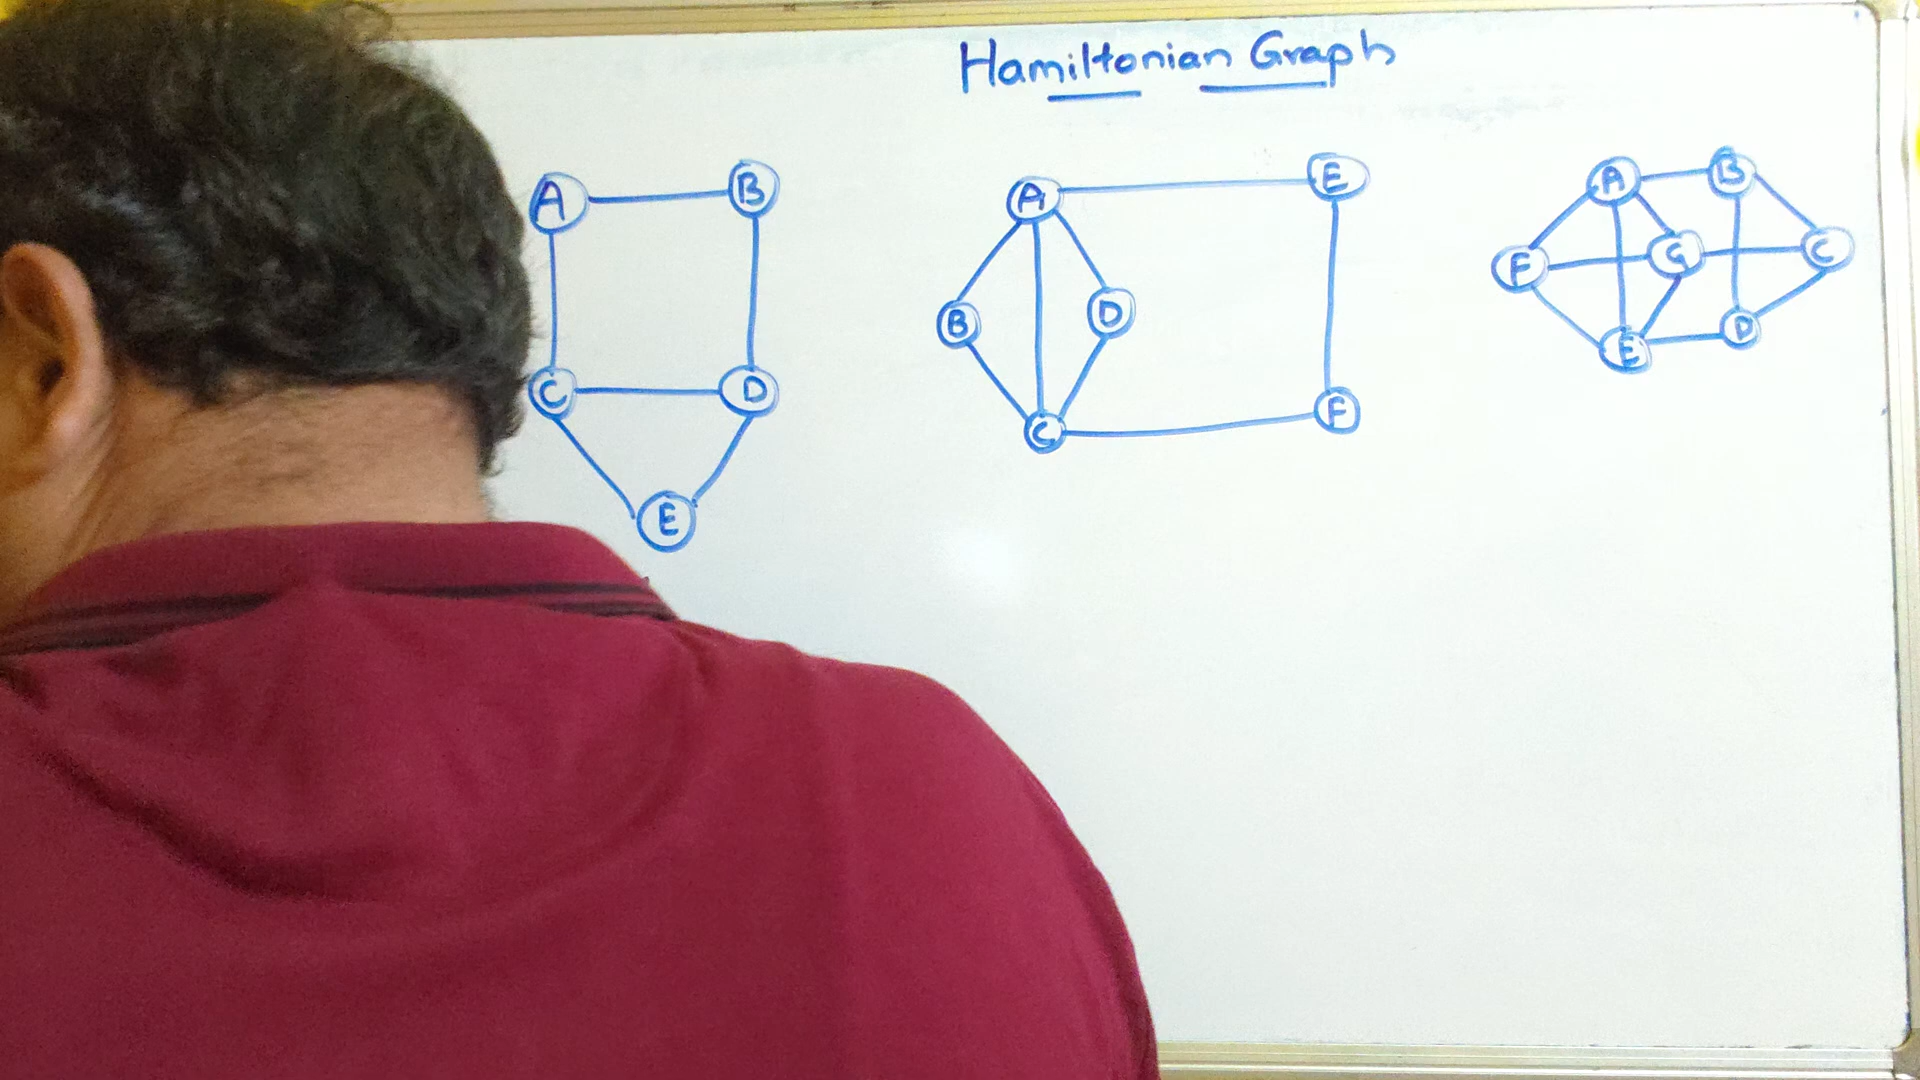 Hamiltonian Graph
A B
C D
E
A E
B D
C F
A B
F G C
E D